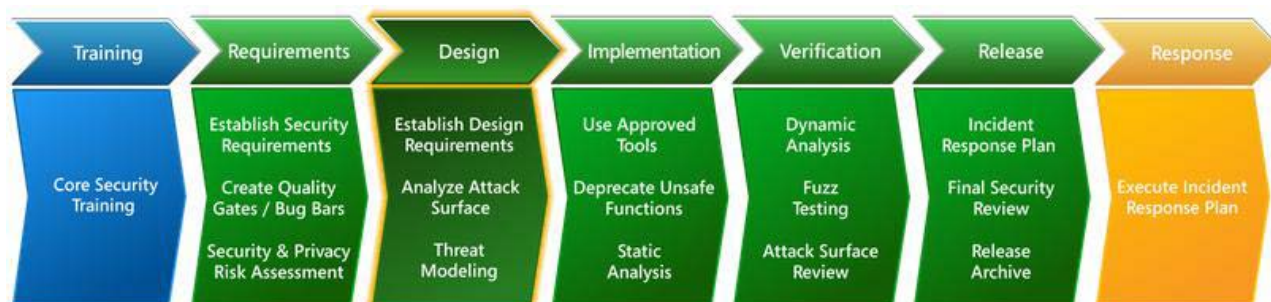 Training
Requirements
Design
Implementation
Verification
Release
Response
Core Security
Training
Establish Security
Requirements
Create Quality
Gates / Bug Bars
Security & Privacy
Risk Assessment
Establish Design
Requirements
Analyze Attack
Surface
Threat
Modeling
Use Approved
Tools
Deprecate Unsafe
Functions
Static
Analysis
Dynamic
Analysis
Fuzz
Testing
Attack Surface
Review
Incident
Response Plan
Final Security
Review
Release
Archive
Execute Incident
Response Plan